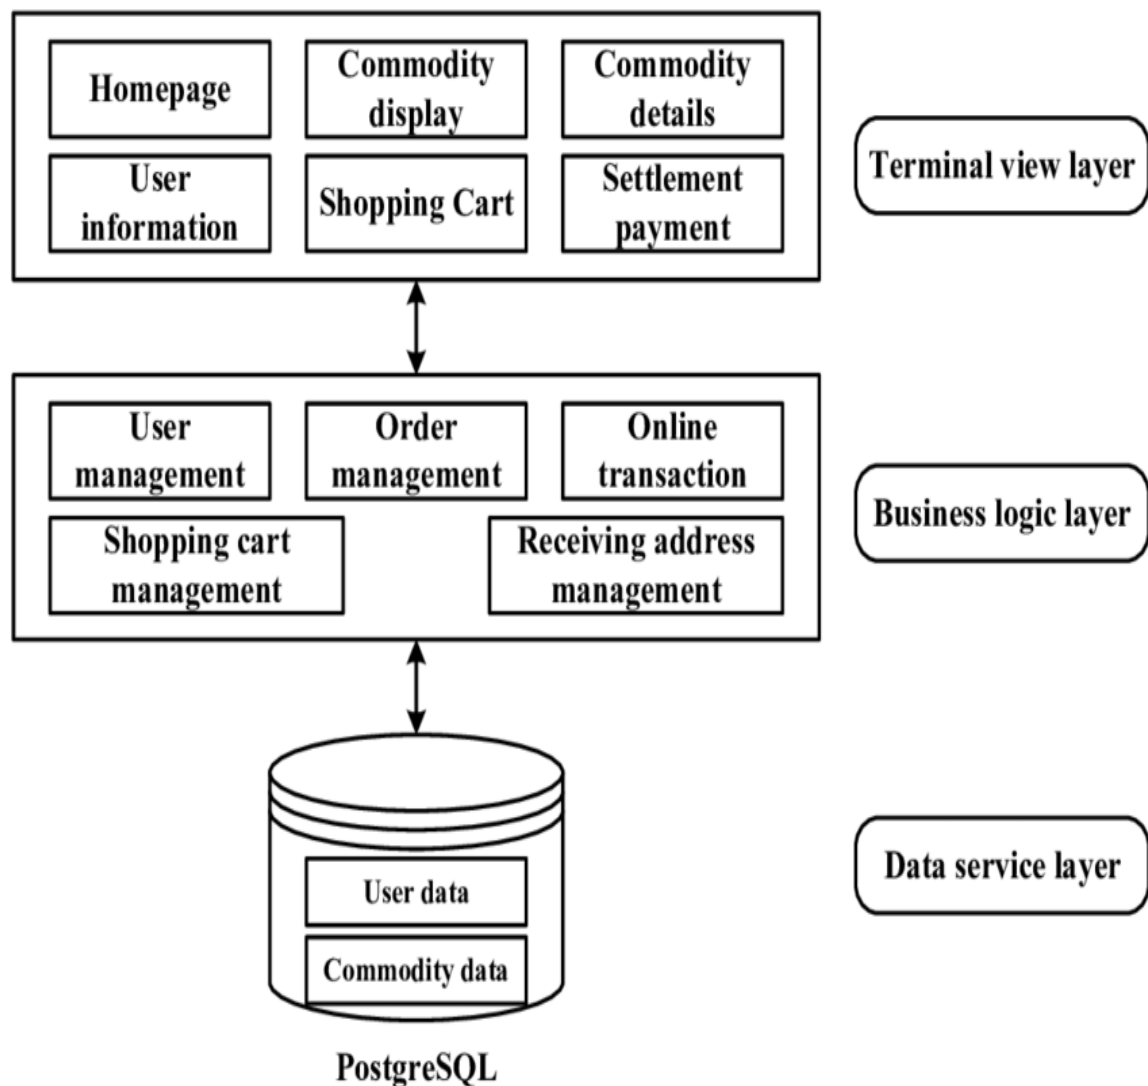 Homepage
Commodity
display
Commodity
details
User
information
Shopping Cart
Settlement
payment
Terminal view layer
User
management
Order
management
Online
transaction
Shopping cart
management
Receiving address
management
Business logic layer
User data
Commodity data
Data service layer
PostgreSQL